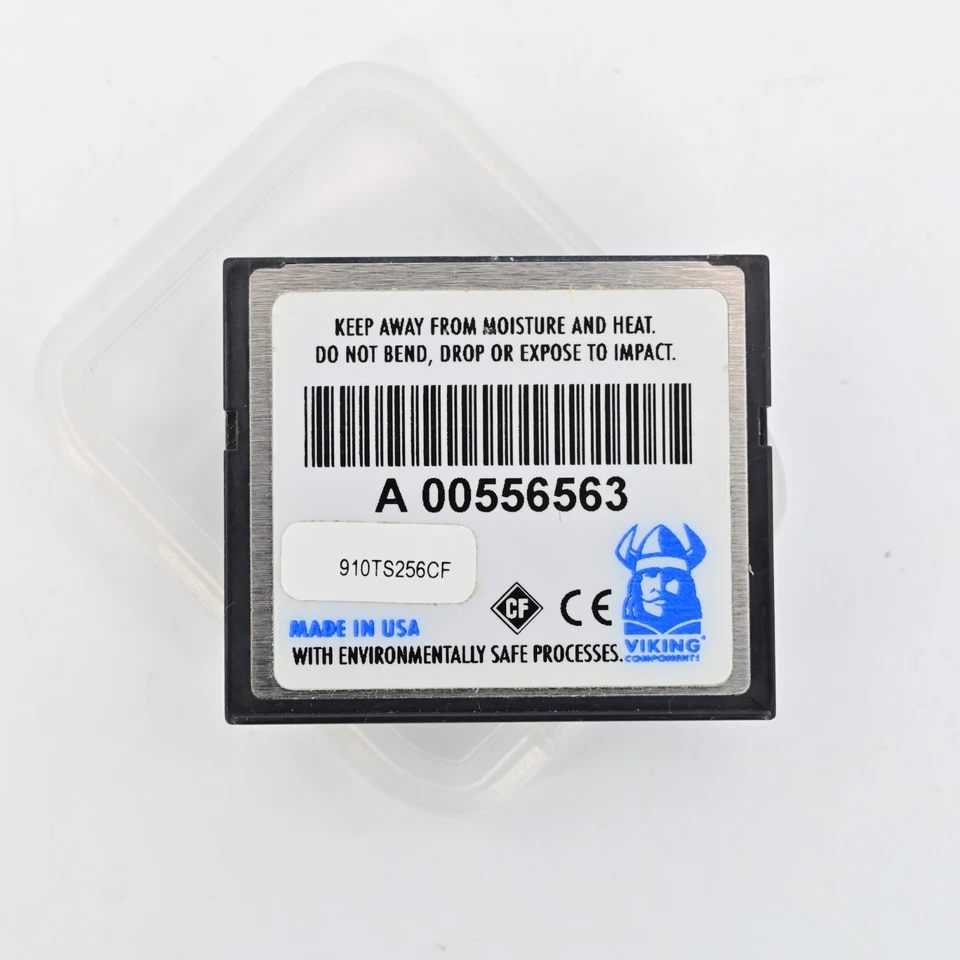 KEEP AWAY FROM MOISTURE AND HEAT.
DO NOT BEND, DROP OR EXPOSE TO IMPACT.
A 00556563
910TS256CF
CF
CE
MADE IN USA
WITH ENVIRONMENTALLY SAFE PROCESSES.
VIKING®
COMPONENTS